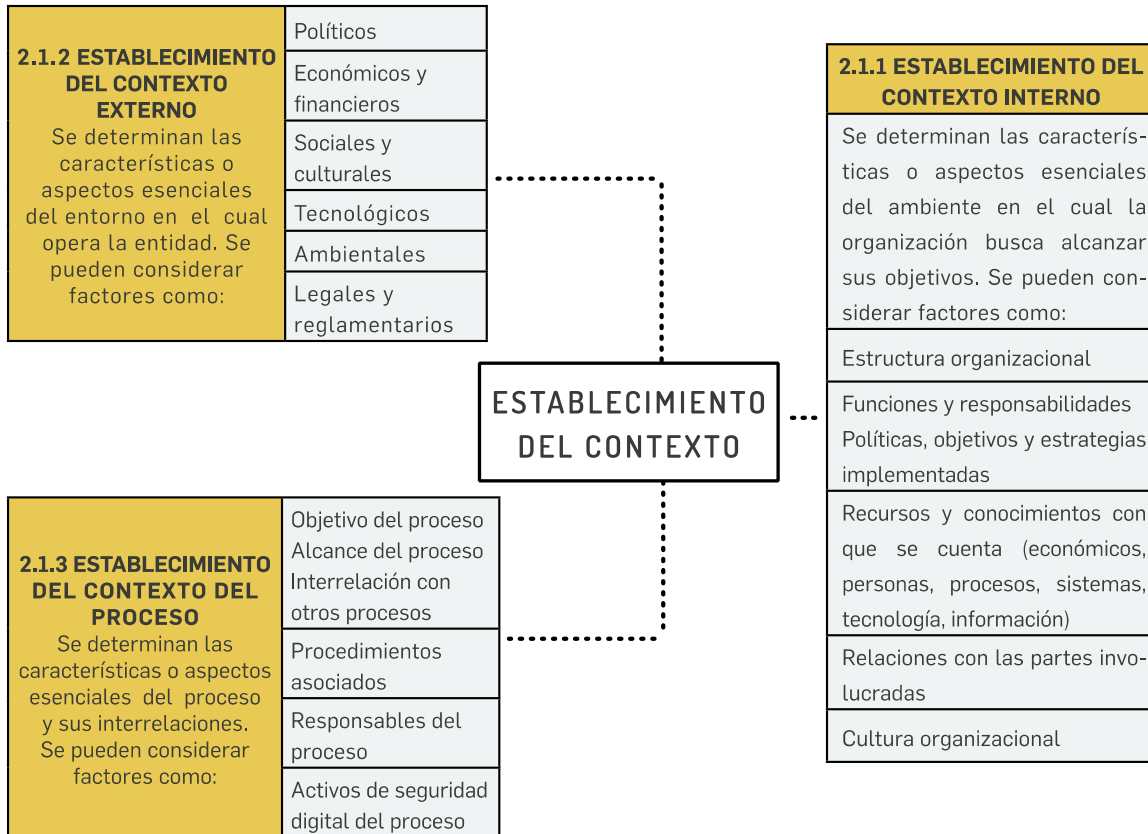 2.1.2 ESTABLECIMIENTO
DEL CONTEXTO
EXTERNO
Se determinan las
características o
aspectos esenciales
del entorno en el cual
opera la entidad. Se
pueden considerar
factores como:
Políticos
Económicos y
financieros
Sociales y
culturales
Tecnológicos
Ambientales
Legales y
reglamentarios
ESTABLECIMIENTO
DEL CONTEXTO
2.1.1 ESTABLECIMIENTO DEL
CONTEXTO INTERNO
Se determinan las caracterís-
ticas o aspectos esenciales
del ambiente en el cual la
organización busca alcanzar
sus objetivos. Se pueden con-
siderar factores como:
Estructura organizacional
Funciones y responsabilidades
Políticas, objetivos y estrategias
implementadas
Recursos y conocimientos con
que se cuenta (económicos,
personas, procesos, sistemas,
tecnología, información)
Relaciones con las partes invo-
lucradas
Cultura organizacional
2.1.3 ESTABLECIMIENTO
DEL CONTEXTO DEL
PROCESO
Se determinan las
características o aspectos
esenciales del proceso
y sus interrelaciones.
Se pueden considerar
factores como:
Objetivo del proceso
Alcance del proceso
Interrelación con
otros procesos
Procedimientos
asociados
Responsables del
proceso
Activos de seguridad
digital del proceso